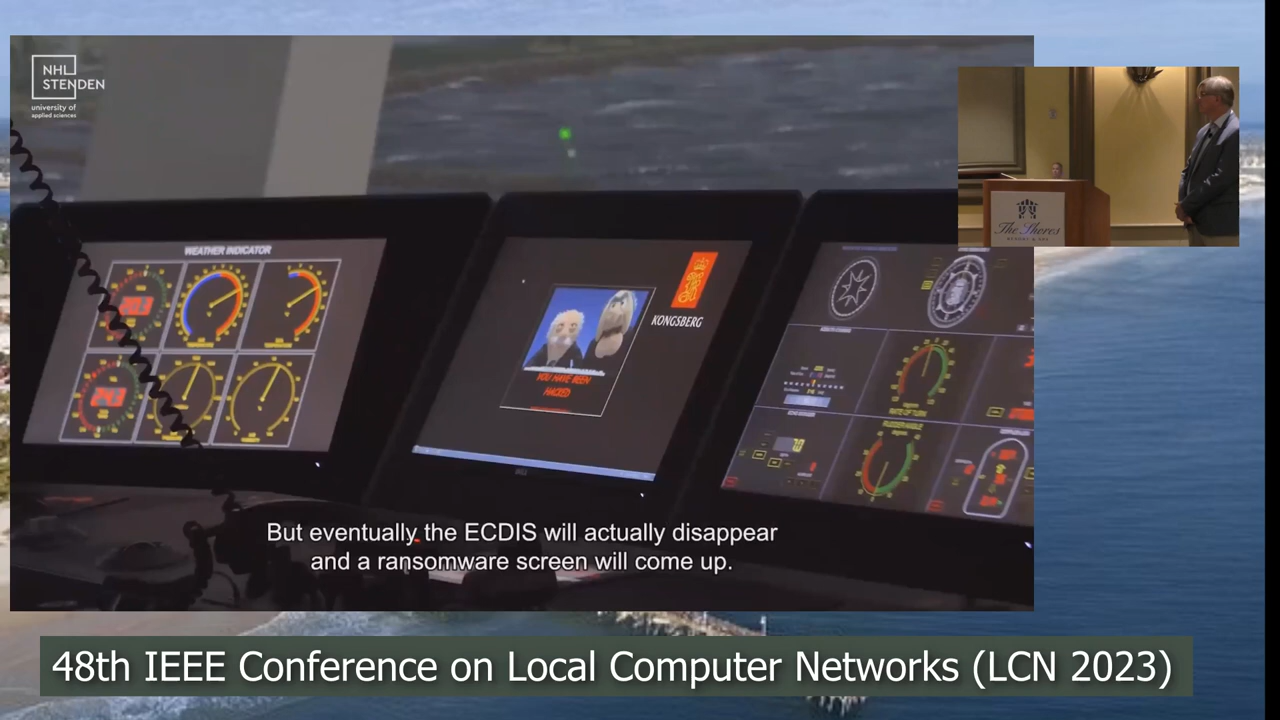 NHL
STENDEN
university of
applied sciences
WEATHER INDICATOR
KONGSBERG
YOU HAVE BEEN
HACKED
RATE OF TURN
RUDDER ANGLE
The Shores
RESORT & SPA
But eventually the ECDIS will actually disappear
and a ransomware screen will come up.
48th IEEE Conference on Local Computer Networks (LCN 2023)